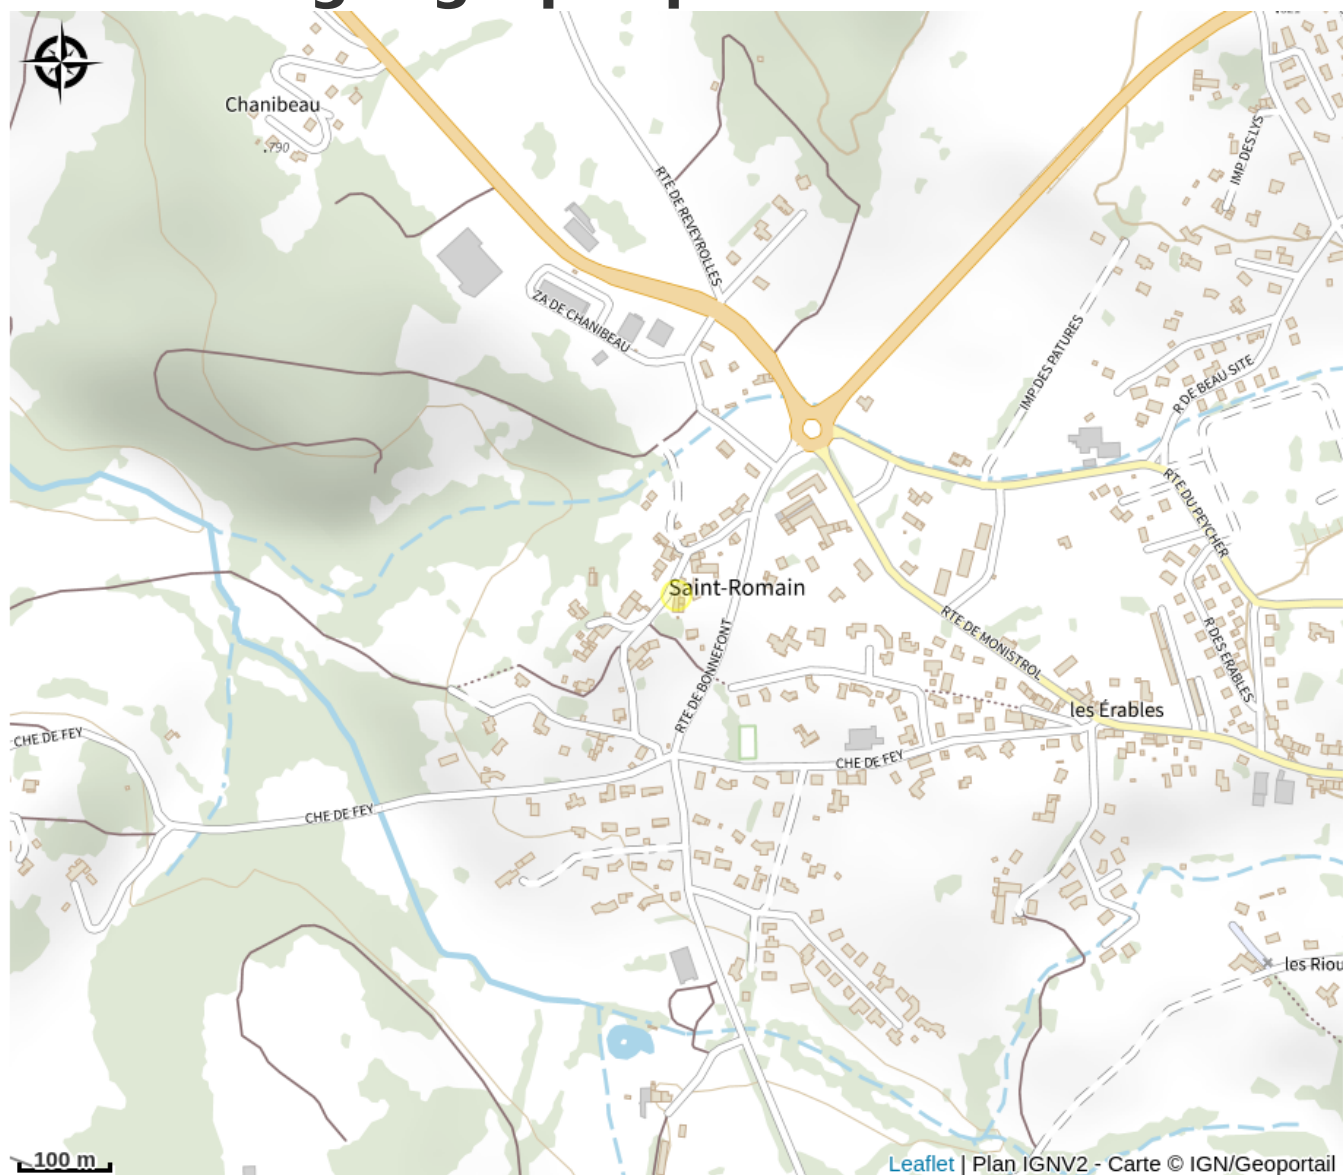 Chanibeau
.790
RTE DE REVEYROLLES
IMP. DES LYS
ZA DE CHANIBEAU
IMP. DES PATURES
R DE BEAU SITE
RTE DU PEYCHER
Saint-Romain
RTE DE MONISTROL
R DES ERABLES
RTE DE BONNEFONT
les Érables
CHE DE FEY
CHE DE FEY
CHE DE FEY
les Riou
100 m
Leaflet | Plan IGNV2 - Carte © IGN/Geoportail